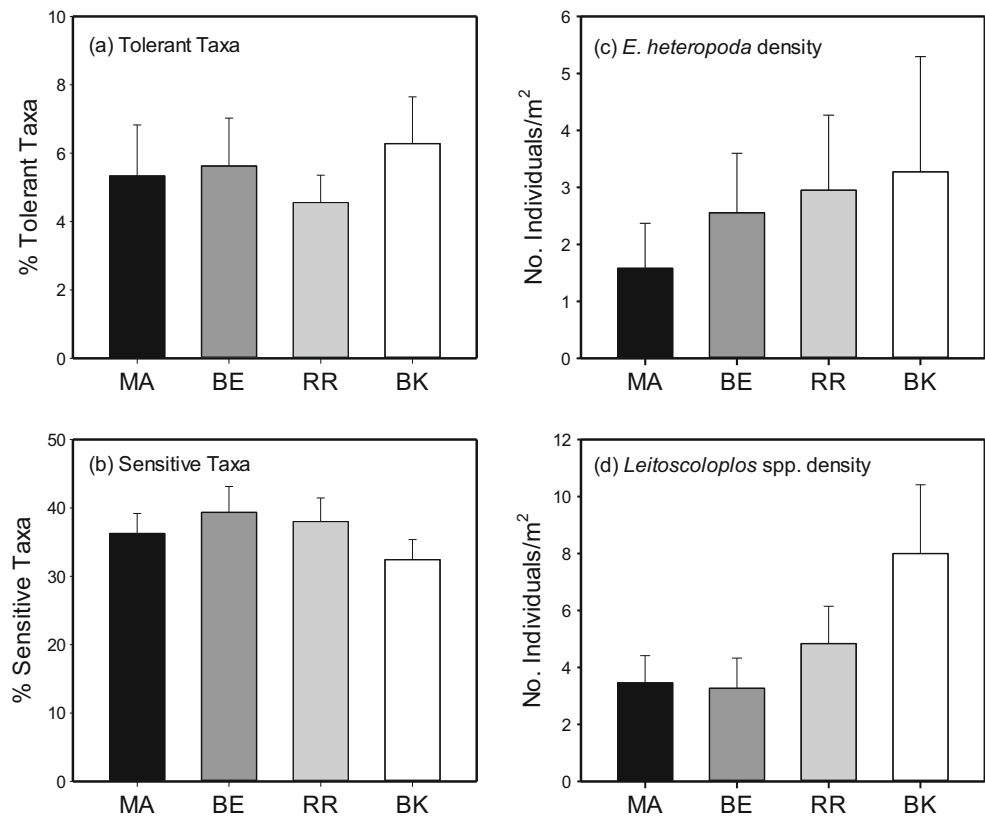 (a) Tolerant Taxa
% Tolerant Taxa
10
8
6
4
2
0
MA BE RR BK
(c) E. heteropoda density
No. Individuals/m²
6
5
4
3
2
1
0
MA BE RR BK
(b) Sensitive Taxa
% Sensitive Taxa
50
40
30
20
10
0
MA BE RR BK
(d) Leitoscoloplos spp. density
No. Individuals/m²
12
10
8
6
4
2
0
MA BE RR BK